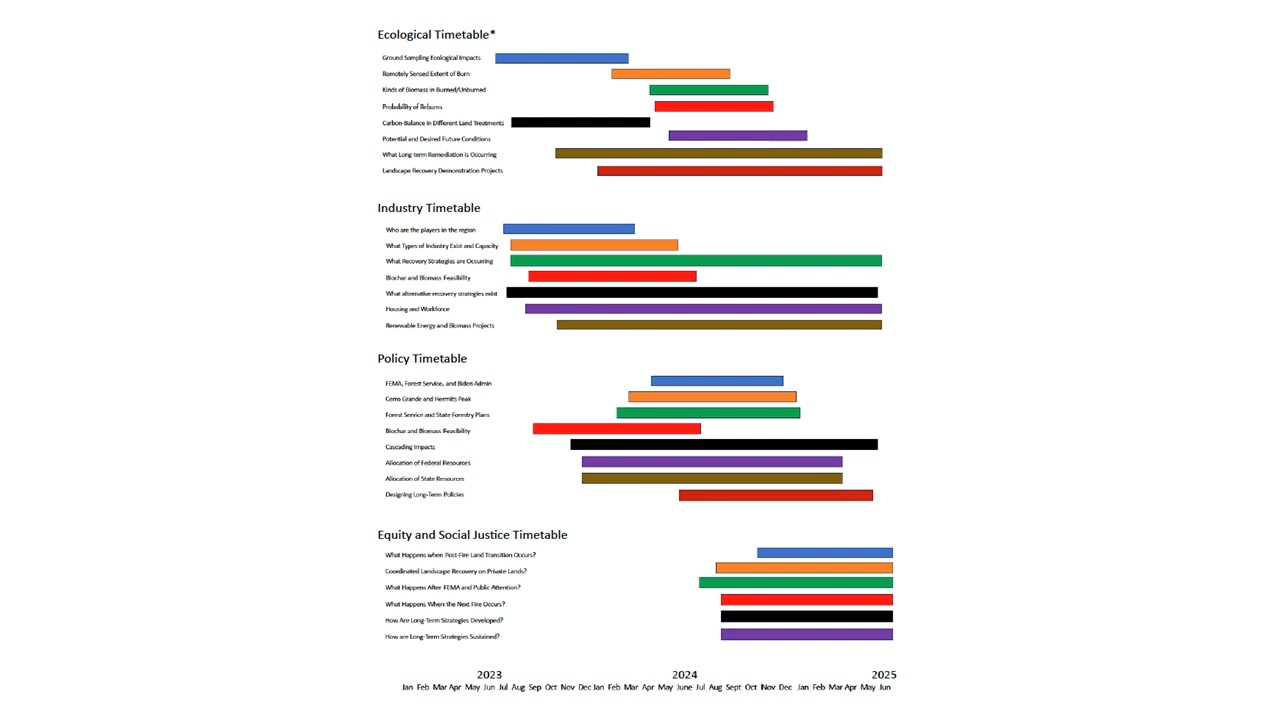 Ecological Timetable*
Ground Sampling Ecological Impacts
Remotely Sensed Extent of Burn
Kinds of Biomass in Burned/Unburned
Probability of Reburns
Carbon-Balance in Different Land Treatments
Potential and Desired Future Conditions
What Long-term Remediation is Occurring
Landscape Recovery Demonstration Projects
Industry Timetable
Who are the players in the region
What Types of Industry Exist and Capacity
What Recovery Strategies are Occurring
Biochar and Biomass Feasibility
What alternative recovery strategies exist
Housing and Workforce
Renewable Energy and Biomass Projects
Policy Timetable
FEMA, Forest Service, and Biden Admin
Cerro Grande and Hermits Peak
Forest Service and State Forestry Plans
Biochar and Biomass Feasibility
Cascading Impacts
Allocation of Federal Resources
Allocation of State Resources
Designing Long-Term Policies
Equity and Social Justice Timetable
What Happens when Post-Fire Land Transition Occurs?
Coordinated Landscape Recovery on Private Lands?
What Happens After FEMA and Public Attention?
What Happens When the Next Fire Occurs?
How Are Long-Term Strategies Developed?
How are Long-Term Strategies Sustained?
2023 2024 2025
Jan Feb Mar Apr May Jun Jul Aug Sep Oct Nov Dec Jan Feb Mar Apr May June Jul Aug Sept Oct Nov Dec Jan Feb Mar Apr May Jun